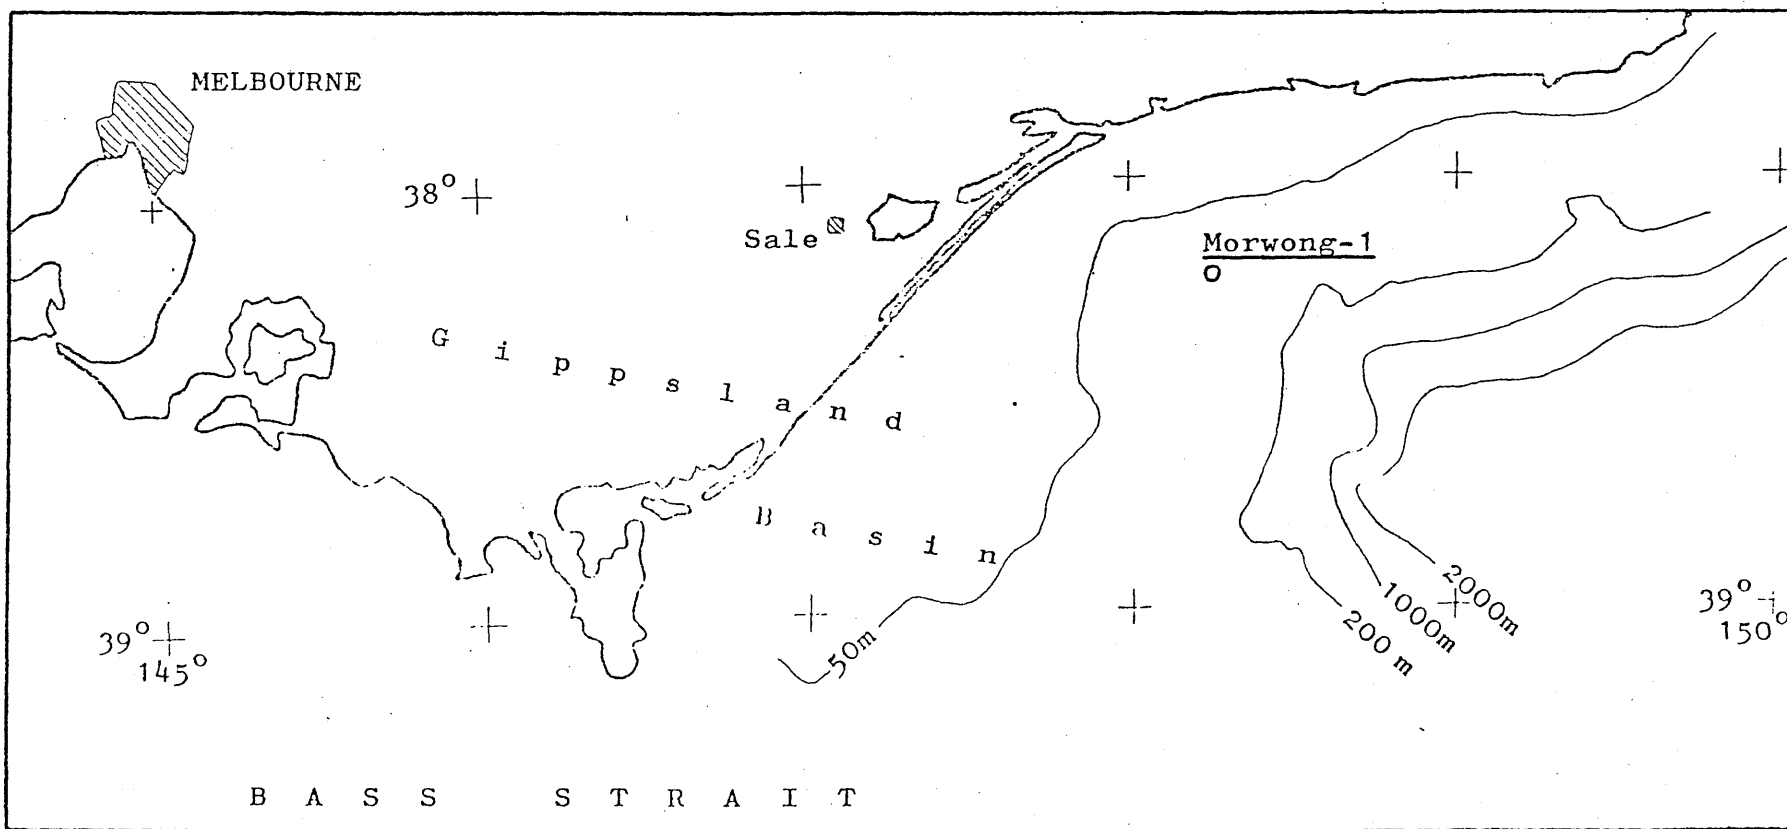 MELBOURNE
38°
Sale
Morwong-1
Gippsland
Basin
2000m
1000m
200 m
50m
39°
145°
39°
150°
BASS STRAIT